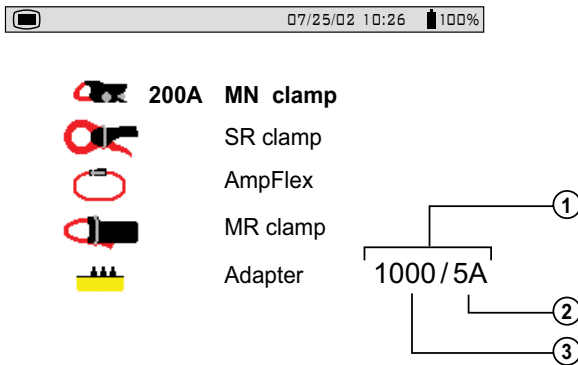 07/25/02 10:26 100%
200A MN clamp
SR clamp
AmpFlex
1
MR clamp
Adapter 1000/5A
2
3